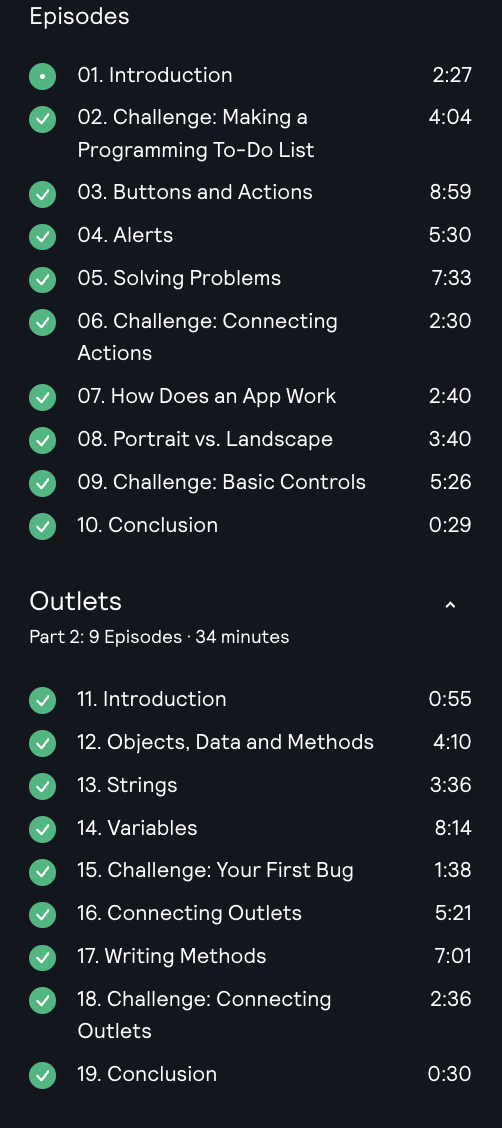 Episodes
01. Introduction 2:27
02. Challenge: Making a 4:04
Programming To-Do List
03. Buttons and Actions 8:59
04. Alerts 5:30
05. Solving Problems 7:33
06. Challenge: Connecting 2:30
Actions
07. How Does an App Work 2:40
08. Portrait vs. Landscape 3:40
09. Challenge: Basic Controls 5:26
10. Conclusion 0:29
Outlets
Part 2: 9 Episodes · 34 minutes
11. Introduction 0:55
12. Objects, Data and Methods 4:10
13. Strings 3:36
14. Variables 8:14
15. Challenge: Your First Bug 1:38
16. Connecting Outlets 5:21
17. Writing Methods 7:01
18. Challenge: Connecting 2:36
Outlets
19. Conclusion 0:30